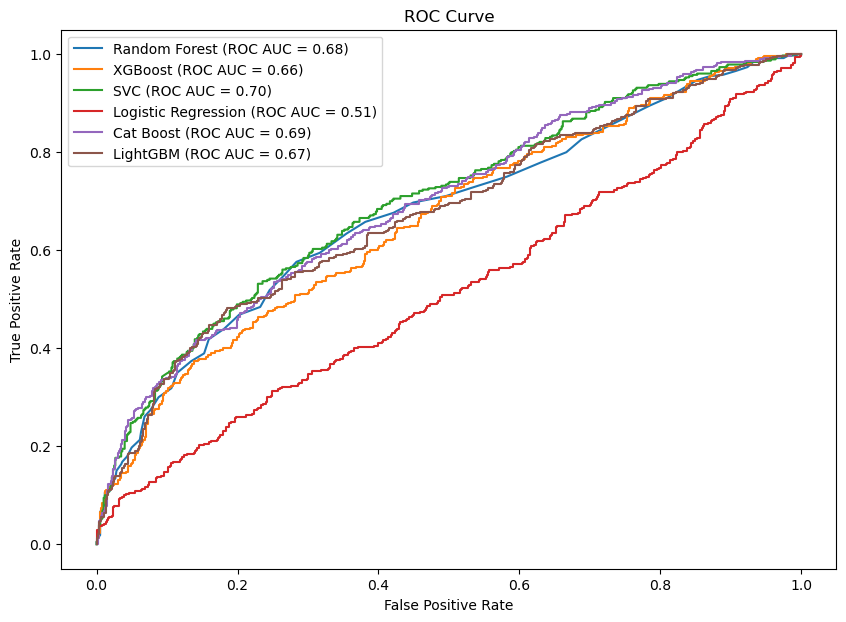 ROC Curve
Random Forest (ROC AUC = 0.68)
XGBoost (ROC AUC = 0.66)
SVC (ROC AUC = 0.70)
Logistic Regression (ROC AUC = 0.51)
Cat Boost (ROC AUC = 0.69)
LightGBM (ROC AUC = 0.67)
True Positive Rate
1.0
0.8
0.6
0.4
0.2
0.0
0.0 0.2 0.4 0.6 0.8 1.0
False Positive Rate